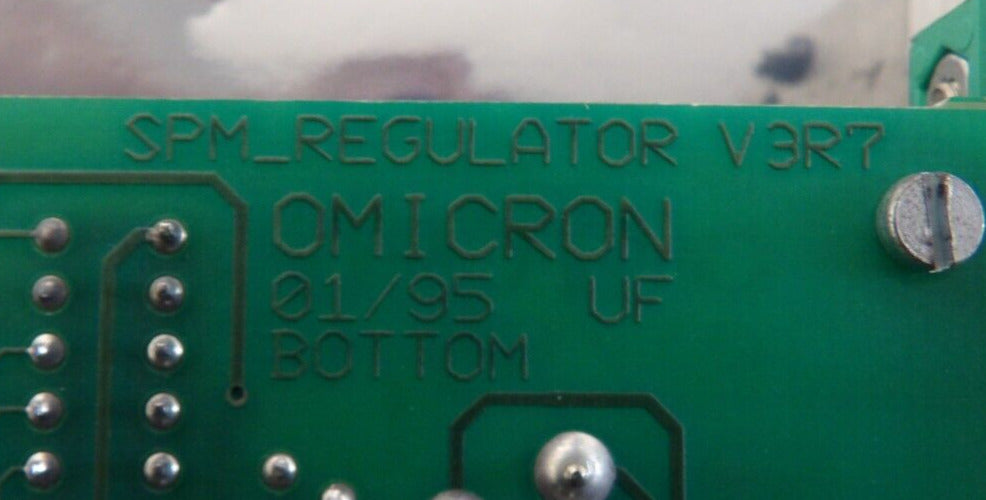 SPM_REGULATOR V3R7
OMICRON
01/95 UF
BOTTOM